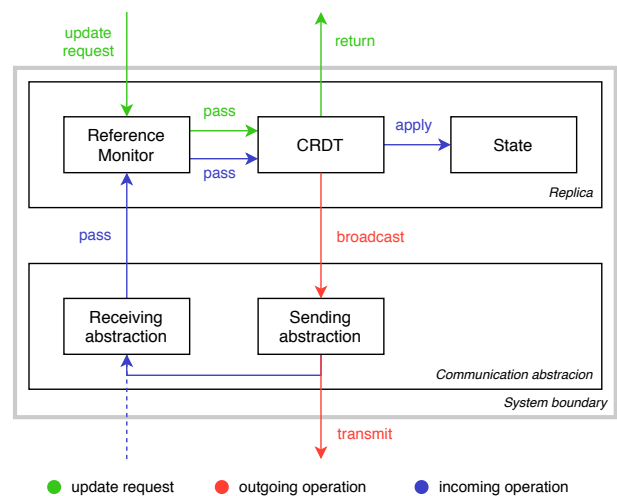 update
request
return
Reference
Monitor
pass
pass
CRDT
apply
State
Replica
pass
broadcast
Receiving
abstraction
Sending
abstraction
Communication abstracion
System boundary
transmit
update request
outgoing operation
incoming operation